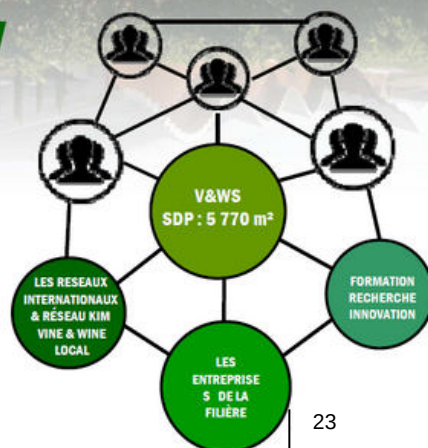 V&WS
SDP : 5 770 m²
LES RESEAUX
INTERNATIONAUX
& RÉSEAU KIM
VINE & WINE
LOCAL
FORMATION
RECHERCHE
INNOVATION
LES
ENTREPRISE
S DE LA
FILIÈRE
23